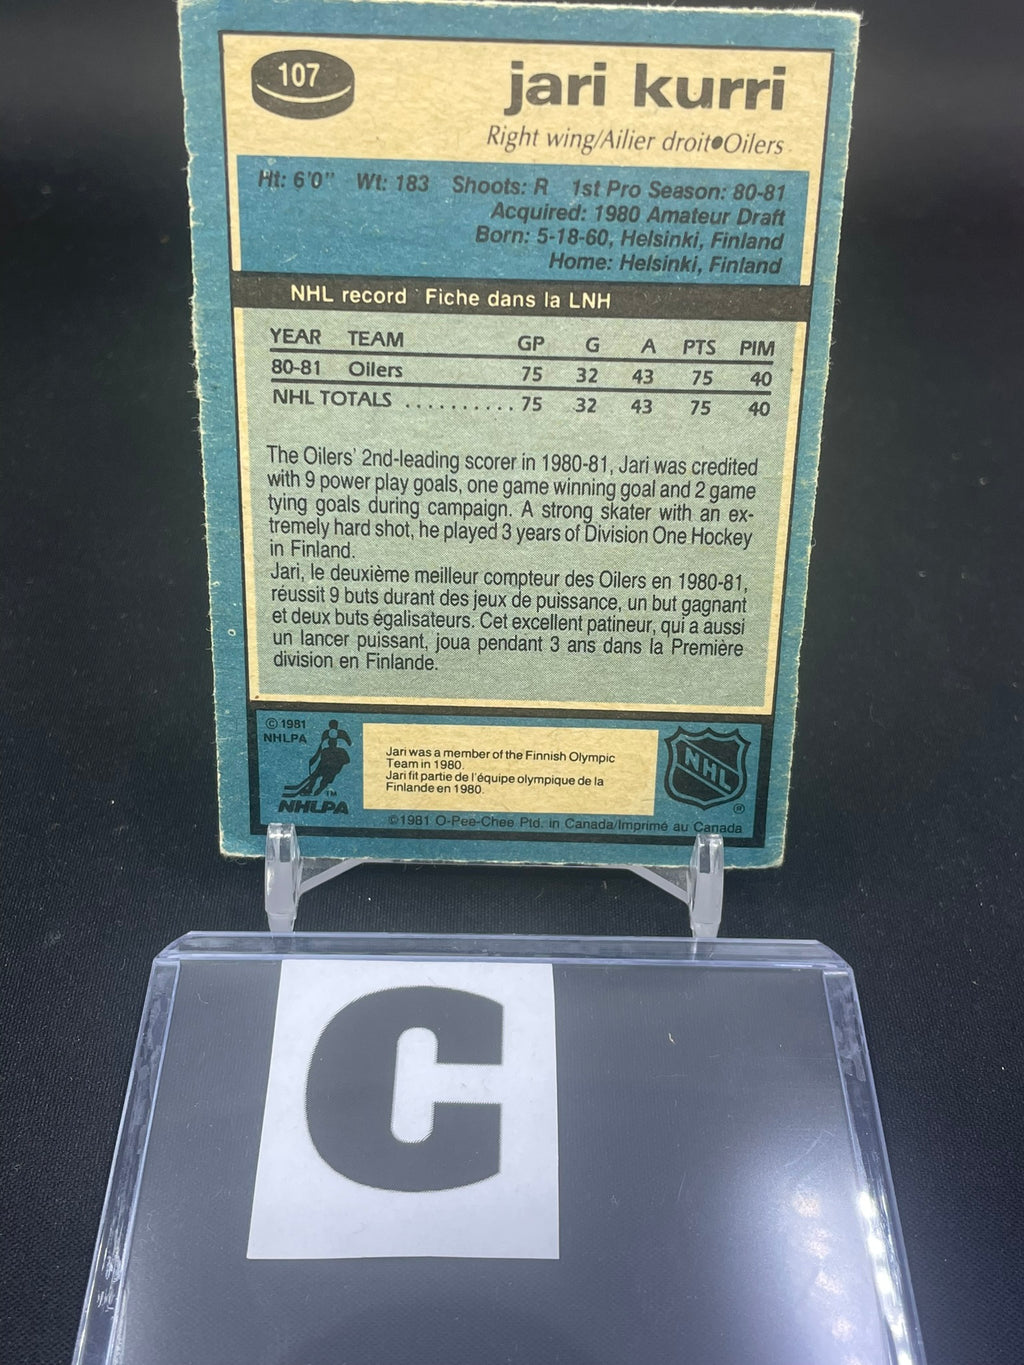 107
jari kurri
Right wing/Ailier droit●Oilers
Ht: 6'0" Wt: 183 Shoots: R 1st Pro Season: 80-81
Acquired: 1980 Amateur Draft
Born: 5-18-60, Helsinki, Finland
Home: Helsinki, Finland
NHL record Fiche dans la LNH
YEAR TEAM GP G A PTS PIM
80-81 Oilers 75 32 43 75 40
NHL TOTALS .......... 75 32 43 75 40
The Oilers' 2nd-leading scorer in 1980-81, Jari was credited
with 9 power play goals, one game winning goal and 2 game
tying goals during campaign. A strong skater with an ex-
tremely hard shot, he played 3 years of Division One Hockey
in Finland.
Jari, le deuxième meilleur compteur des Oilers en 1980-81,
réussit 9 buts durant des jeux de puissance, un but gagnant
et deux buts égalisateurs. Cet excellent patineur, qui a aussi
un lancer puissant, joua pendant 3 ans dans la Première
division en Finlande.
© 1981
NHLPA
TM
NHLPA
Jari was a member of the Finnish Olympic
Team in 1980.
Jari fit partie de l'équipe olympique de la
Finlande en 1980.
NHL
®
©1981 O-Pee-Chee Ptd. in Canada/Imprimé au Canada
C